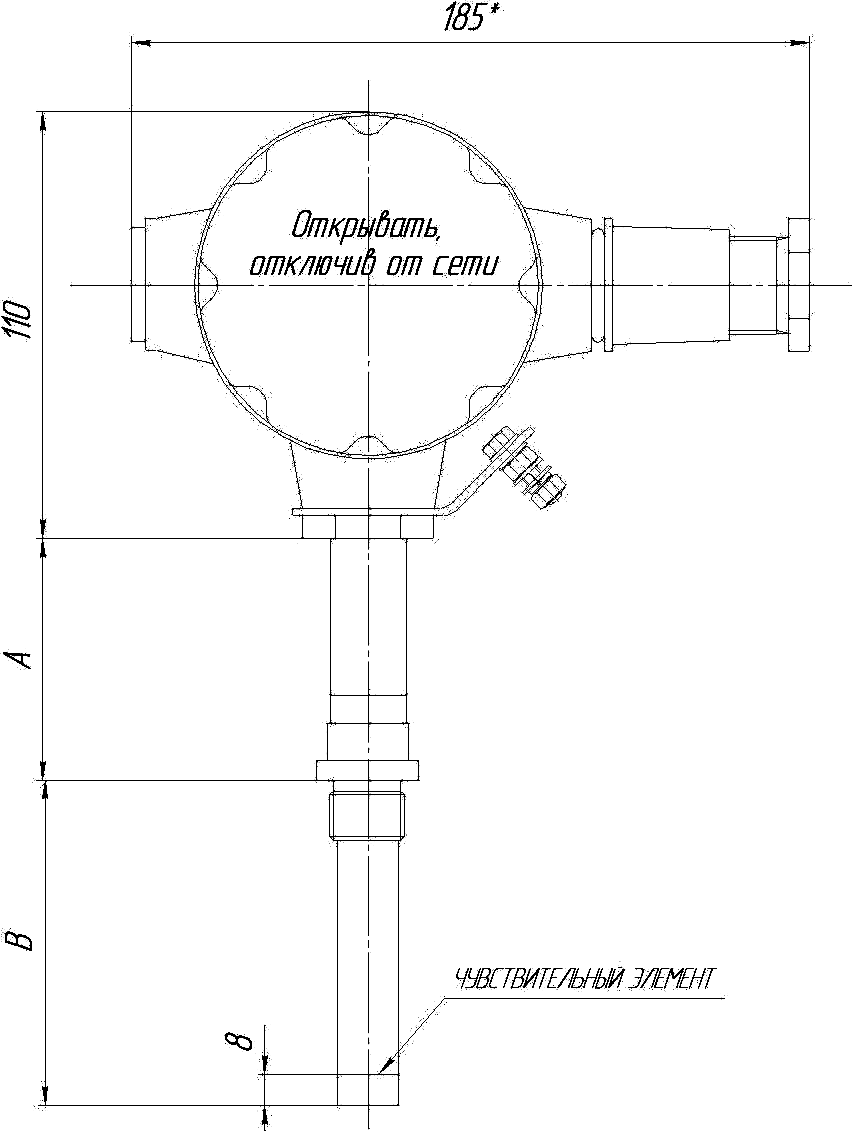 185*
Открывать,
отключив от сети
110
А
ЧУВСТВИТЕЛЬНЫЙ ЭЛЕМЕНТ
В
8